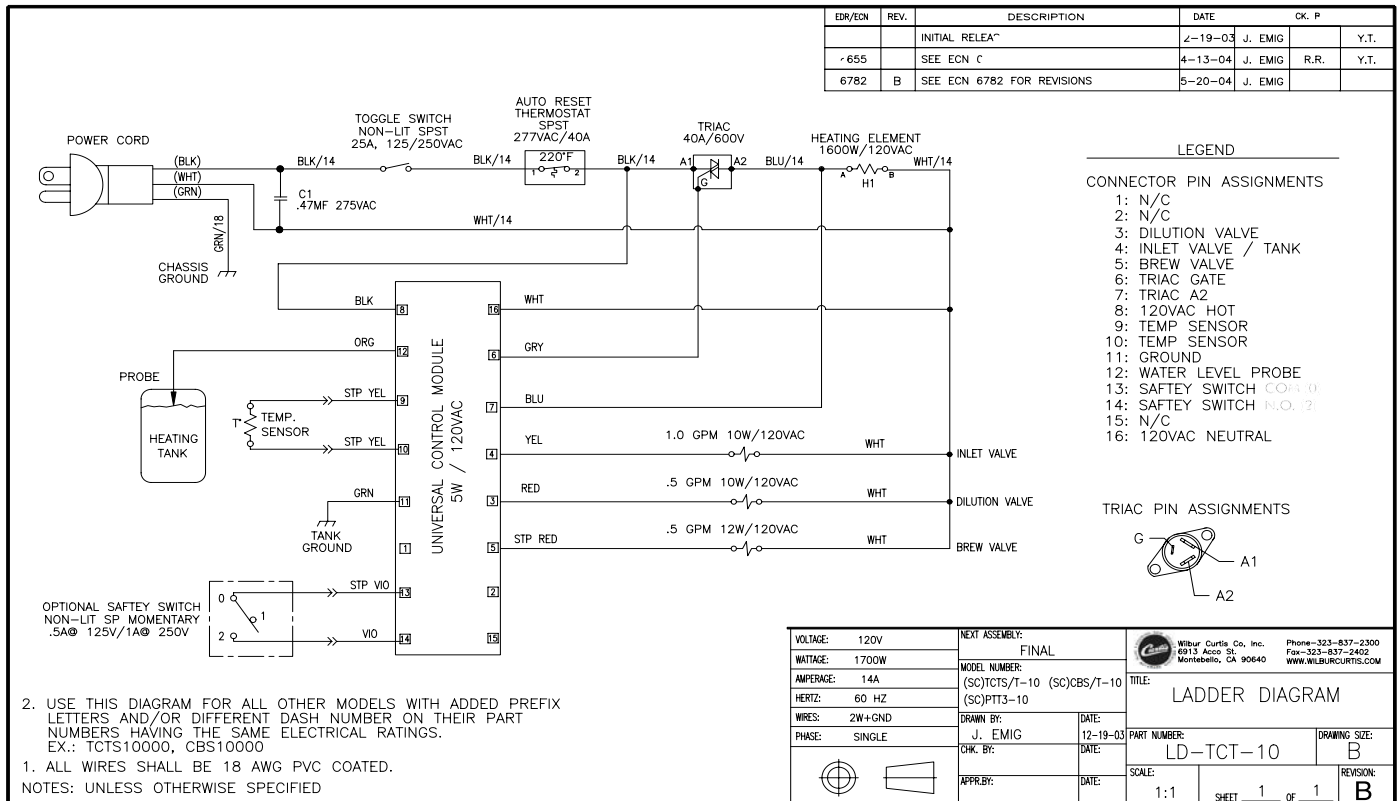 EDR/ECN REV. DESCRIPTION DATE CK.
INITIAL J. EMIG Y.T.
655 SEE ECN 4-13-04 J. EMIG R.R. Y.T.
6782 B SEE ECN 6782 FOR REVISIONS 5-20-04 J. EMIG
POWER CORD
(BLK)
(WHT)
(GRN)
BLK/14
TOGGLE SWITCH
NON-LIT SPST
25A, 125/250VAC
BLK/14
AUTO RESET
THERMOSTAT
SPST
277VAC/40A
220°F
1 2
BLK/14
TRIAC
40A/600V
A1 A2
G
BLU/14
HEATING ELEMENT
1600W/120VAC
A B
H1
WHT/14
C1
.47MF 275VAC
WHT/14
GRN/18
CHASSIS
GROUND
BLK
8
ORG
12
PROBE
HEATING
TANK
STP YEL
9
T°
TEMP.
SENSOR
STP YEL
10
GRN
11
TANK
GROUND
1
STP VIO
13
OPTIONAL SAFTEY SWITCH
NON-LIT SP MOMENTARY
.5A@ 125V/1A@ 250V
0
1
2
VIO
14
UNIVERSAL CONTROL MODULE
5W / 120VAC
16
WHT
6
GRY
7
BLU
4
YEL
1.0 GPM 10W/120VAC
WHT
INLET VALVE
3
RED
.5 GPM 10W/120VAC
WHT
DILUTION VALVE
5
STP RED
.5 GPM 12W/120VAC
WHT
BREW VALVE
2
15
LEGEND
CONNECTOR PIN ASSIGNMENTS
1: N/C
2: N/C
3: DILUTION VALVE
4: INLET VALVE / TANK
5: BREW VALVE
6: TRIAC GATE
7: TRIAC A2
8: 120VAC HOT
9: TEMP SENSOR
10: TEMP SENSOR
11: GROUND
12: WATER LEVEL PROBE
13: SAFTEY SWITCH
14: SAFTEY SWITCH
15: N/C
16: 120VAC NEUTRAL
TRIAC PIN ASSIGNMENTS
G
A1
A2
2. USE THIS DIAGRAM FOR ALL OTHER MODELS WITH ADDED PREFIX
LETTERS AND/OR DIFFERENT DASH NUMBER ON THEIR PART
NUMBERS HAVING THE SAME ELECTRICAL RATINGS.
EX.: TCTS10000, CBS10000
1. ALL WIRES SHALL BE 18 AWG PVC COATED.
NOTES: UNLESS OTHERWISE SPECIFIED
VOLTAGE: 120V
WATTAGE: 1700W
AMPERAGE: 14A
HERTZ: 60 HZ
WIRES: 2W+GND
PHASE: SINGLE
NEXT ASSEMBLY:
FINAL
MODEL NUMBER:
(SC)TCTS/T-10 (SC)CBS/T-10
(SC)PTT3-10
DRAWN BY: DATE:
J. EMIG 12-19-03
CHK. BY: DATE:
APPR.BY: DATE:
Curtis
Wilbur Curtis Co, Inc.
6913 Acco St.
Montebello, CA 90640
Phone-323-837-2300
Fax-323-837-2402
WWW.WILBURCURTIS.COM
TITLE:
LADDER DIAGRAM
PART NUMBER: DRAWING SIZE:
LD-TCT-10 B
SCALE: REVISION:
1:1 SHEET 1 OF 1 B